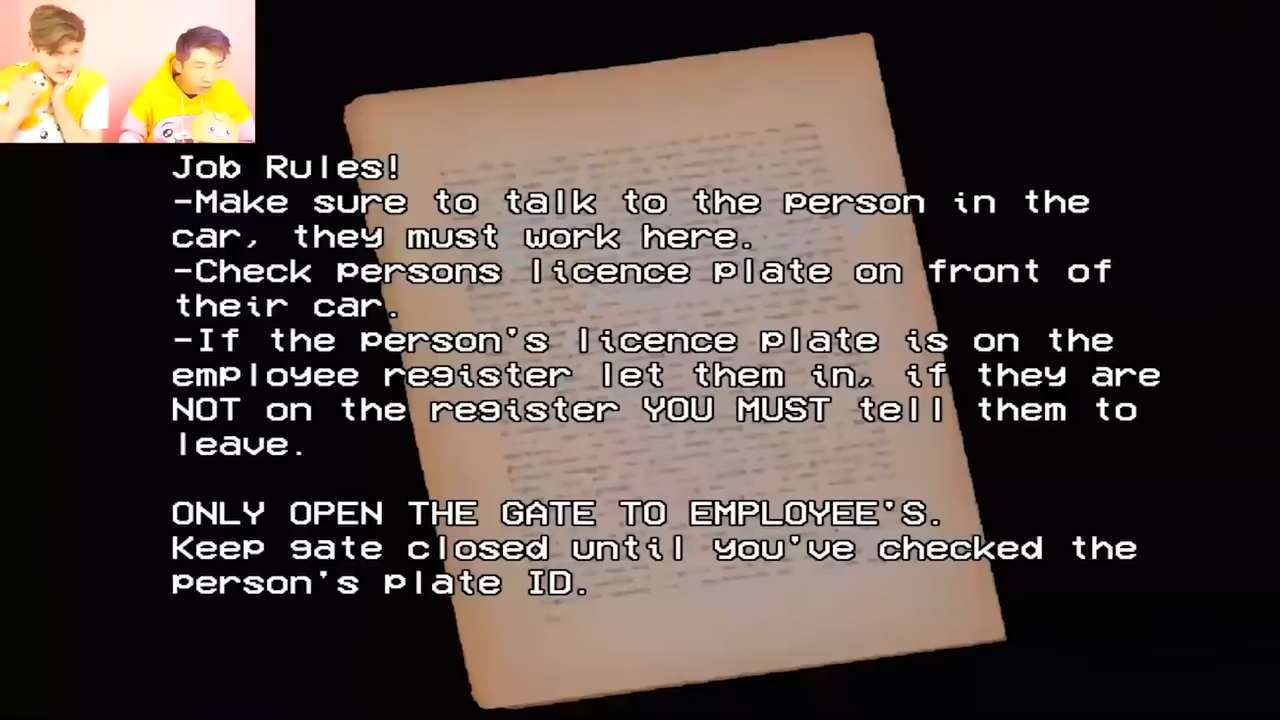 Job Rules!
-Make sure to talk to the person in the
car, they must work here.
-Check persons licence plate on front of
their car.
-If the person's licence plate is on the
employee register let them in, if they are
NOT on the register YOU MUST tell them to
leave.
ONLY OPEN THE GATE TO EMPLOYEE'S.
Keep gate closed until you've checked the
person's plate ID.